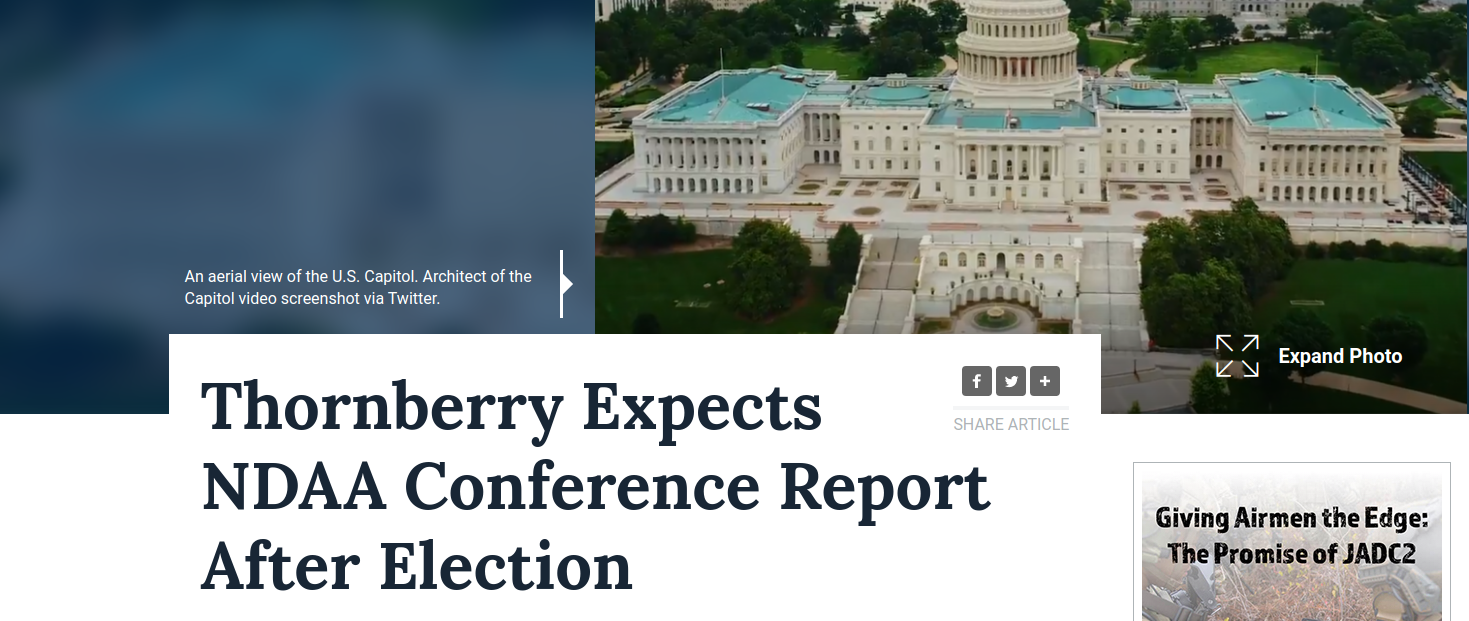 An aerial view of the U.S. Capitol. Architect of the
Capitol video screenshot via Twitter.
Expand Photo
Thornberry Expects
NDAA Conference Report
After Election
SHARE ARTICLE
Giving Airmen the Edge:
The Promise of JADC2